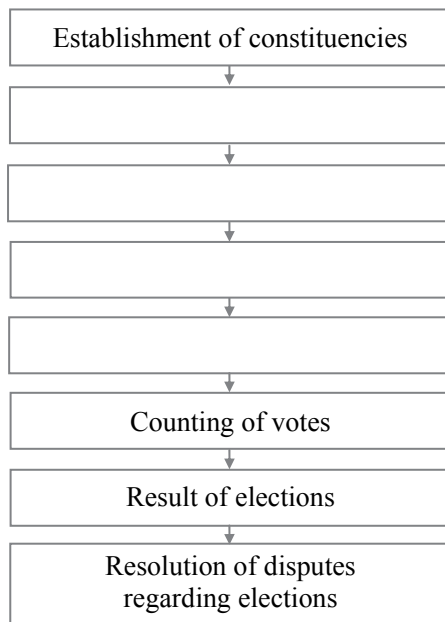 Establishment of constituencies
Counting of votes
Result of elections
Resolution of disputes
regarding elections